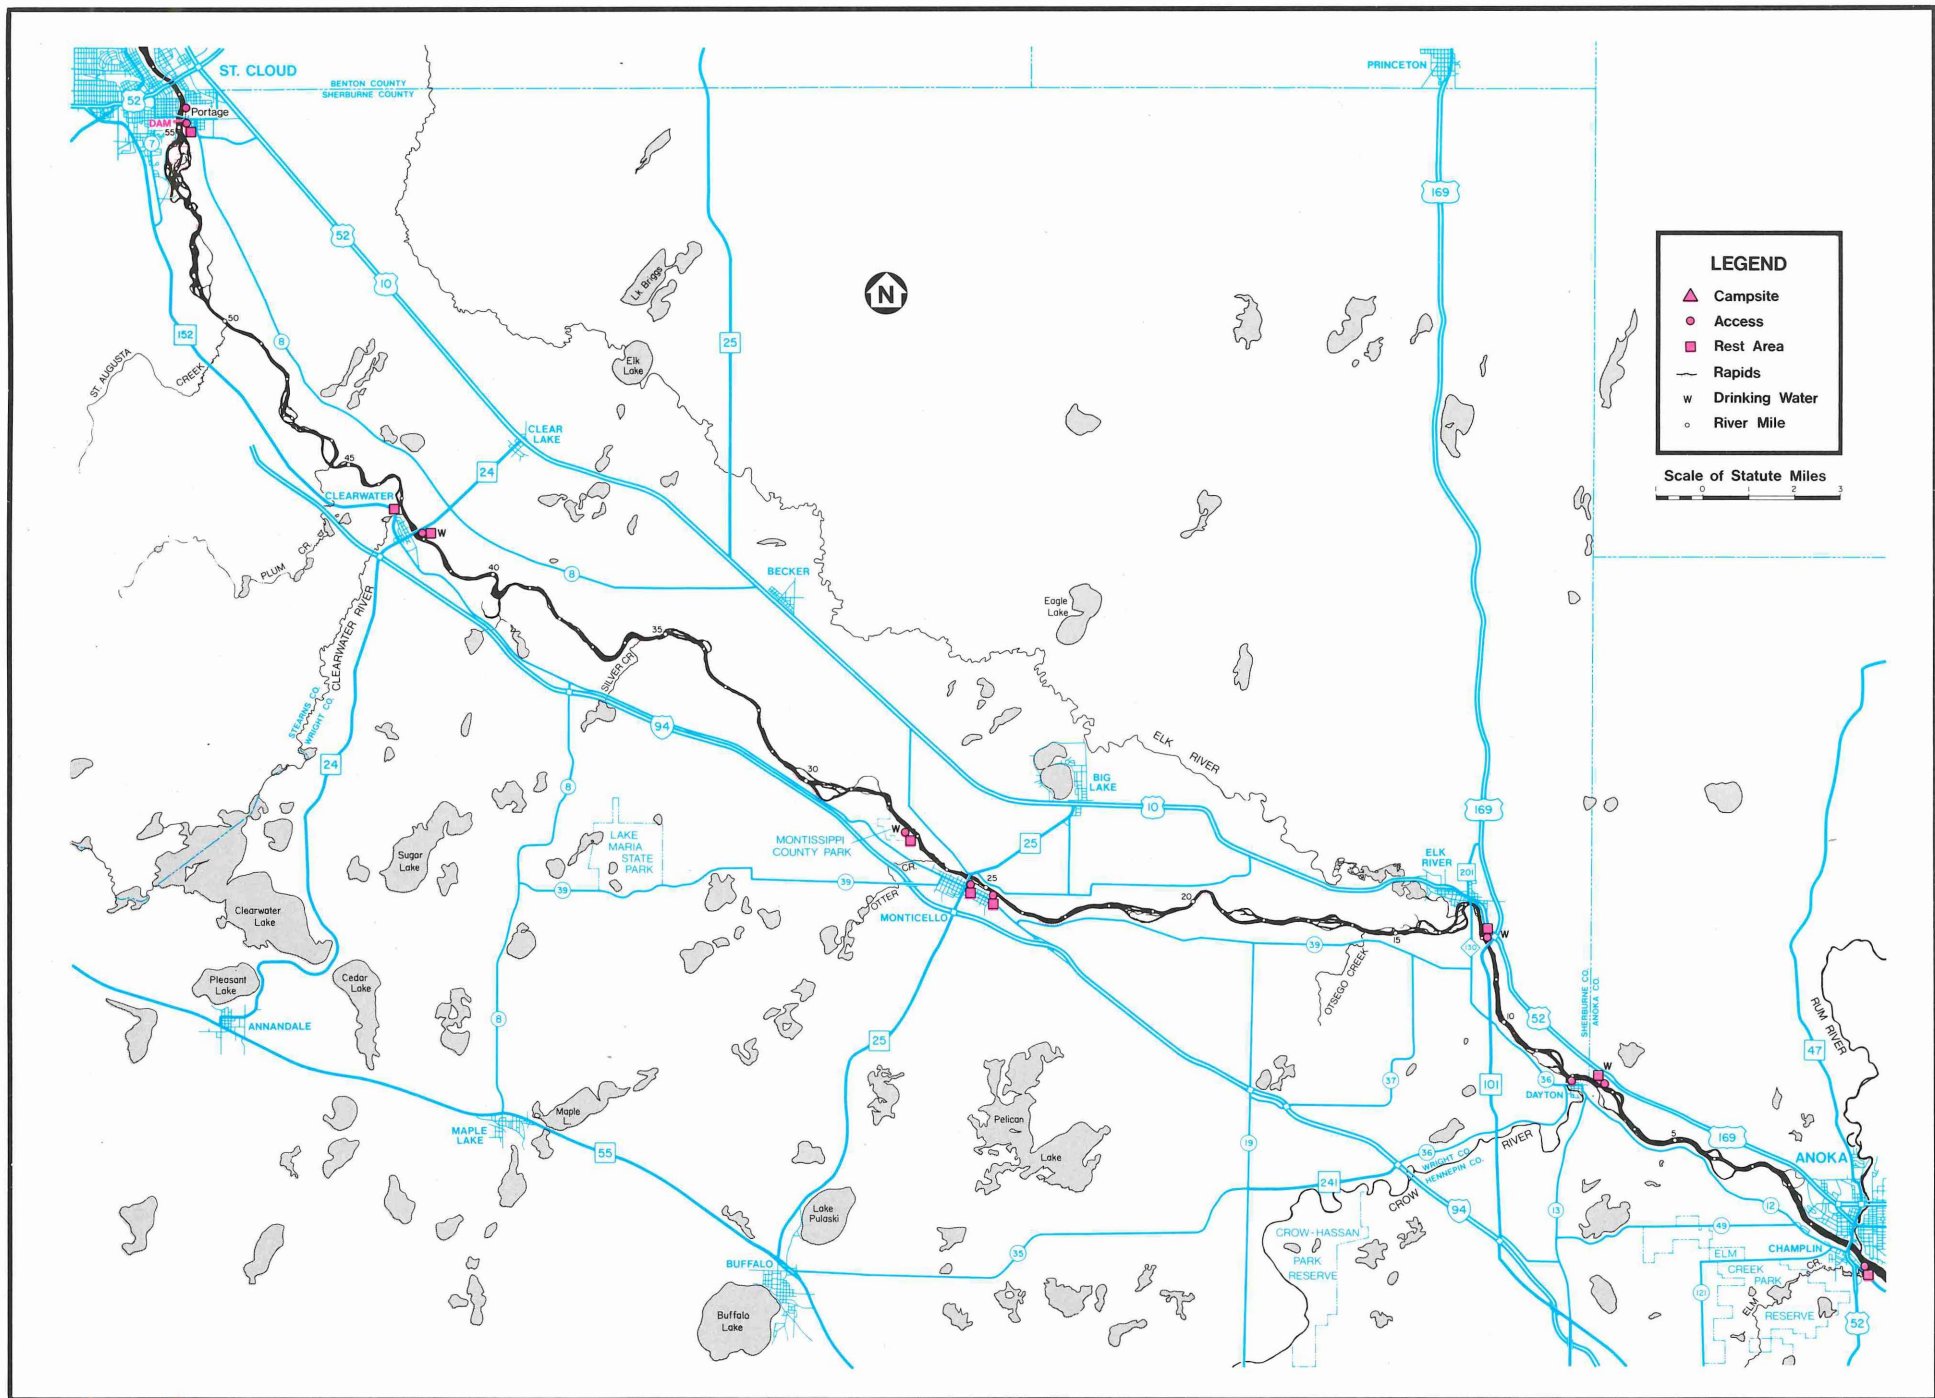 ST. CLOUD
BENTON COUNTY
SHERBURNE COUNTY
PRINCETON
52
Portage
DAM
55
7
169
52
10
Lk Briggs
N
25
LEGEND
Campsite
Access
Rest Area
Rapids
W Drinking Water
River Mile
Scale of Statute Miles
1 0 1 2 3
50
152
8
ST. AUGUSTA
CREEK
Elk
Lake
CLEAR
LAKE
24
45
CLEARWATER
W
PLUM CR.
40
8
BECKER
Eagle
Lake
CLEARWATER RIVER
STEARNS CO.
WRIGHT CO.
35
SILVER CR.
94
24
ELK RIVER
30
BIG
LAKE
10
169
8
LAKE
MARIA
STATE
PARK
W
MONTISSIPPI
COUNTY PARK
25
Sugar
Lake
39
39
CR.
OTTER
25
MONTICELLO
20
ELK
RIVER
201
15
W
130
39
OTSEGO CREEK
Clearwater
Lake
Pleasant
Lake
Cedar
Lake
ANNANDALE
8
25
10
52
SHERBURNE CO.
ANOKA CO.
RUM RIVER
47
Maple
L.
MAPLE
LAKE
55
Pelican
Lake
37
101
36
W
DAYTON
5
169
ANOKA
19
36
RIVER
WRIGHT CO.
HENNEPIN CO.
241
CROW
94
13
12
49
Lake
Pulaski
CROW-HASSAN
PARK
RESERVE
35
BUFFALO
Buffalo
Lake
CHAMPLIN
ELM
CREEK
PARK
RESERVE
ELM
CR.
121
52